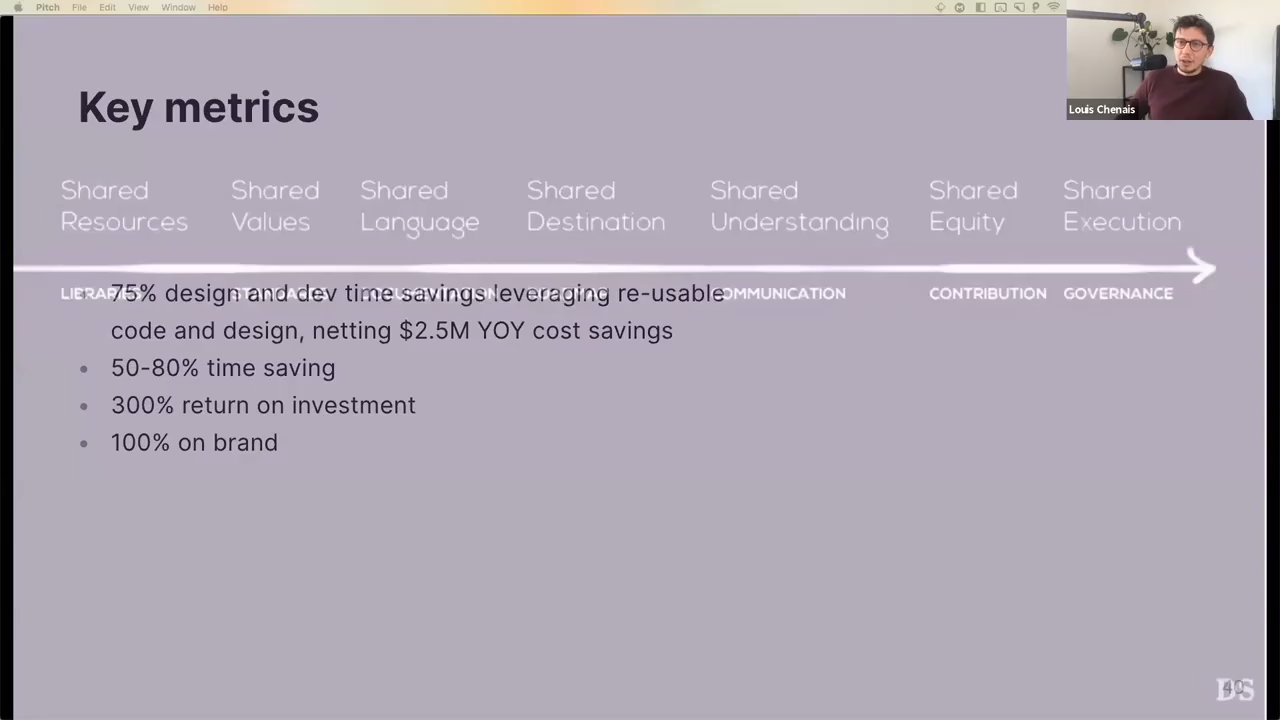 Pitch File Edit View Window Help
Louis Chenais
Key metrics
Shared Resources
Shared Values
Shared Language
Shared Destination
Shared Understanding
Shared Equity
Shared Execution
LIBRARIES
COMMUNICATION
CONTRIBUTION
GOVERNANCE
75% design and dev time savings leveraging re-usable
code and design, netting $2.5M YOY cost savings
• 50-80% time saving
• 300% return on investment
• 100% on brand
DS